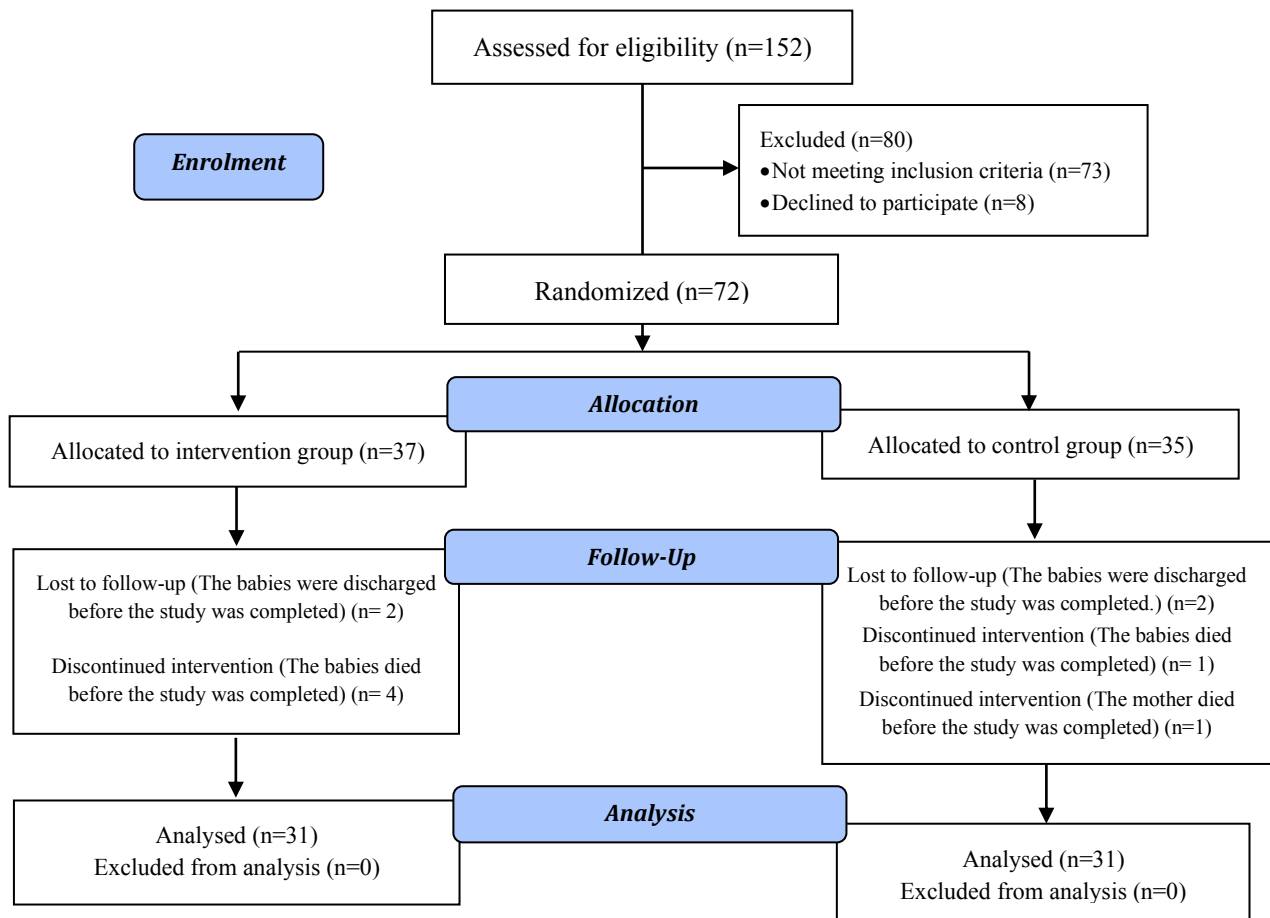 Assessed for eligibility (n=152)
Enrolment
Excluded (n=80)
•Not meeting inclusion criteria (n=73)
•Declined to participate (n=8)
Randomized (n=72)
Allocation
Allocated to intervention group (n=37)
Allocated to control group (n=35)
Follow-Up
Lost to follow-up (The babies were discharged
before the study was completed) (n= 2)
Discontinued intervention (The babies died
before the study was completed) (n= 4)
Lost to follow-up (The babies were discharged
before the study was completed.) (n=2)
Discontinued intervention (The babies died
before the study was completed) (n= 1)
Discontinued intervention (The mother died
before the study was completed) (n=1)
Analysis
Analysed (n=31)
Excluded from analysis (n=0)
Analysed (n=31)
Excluded from analysis (n=0)